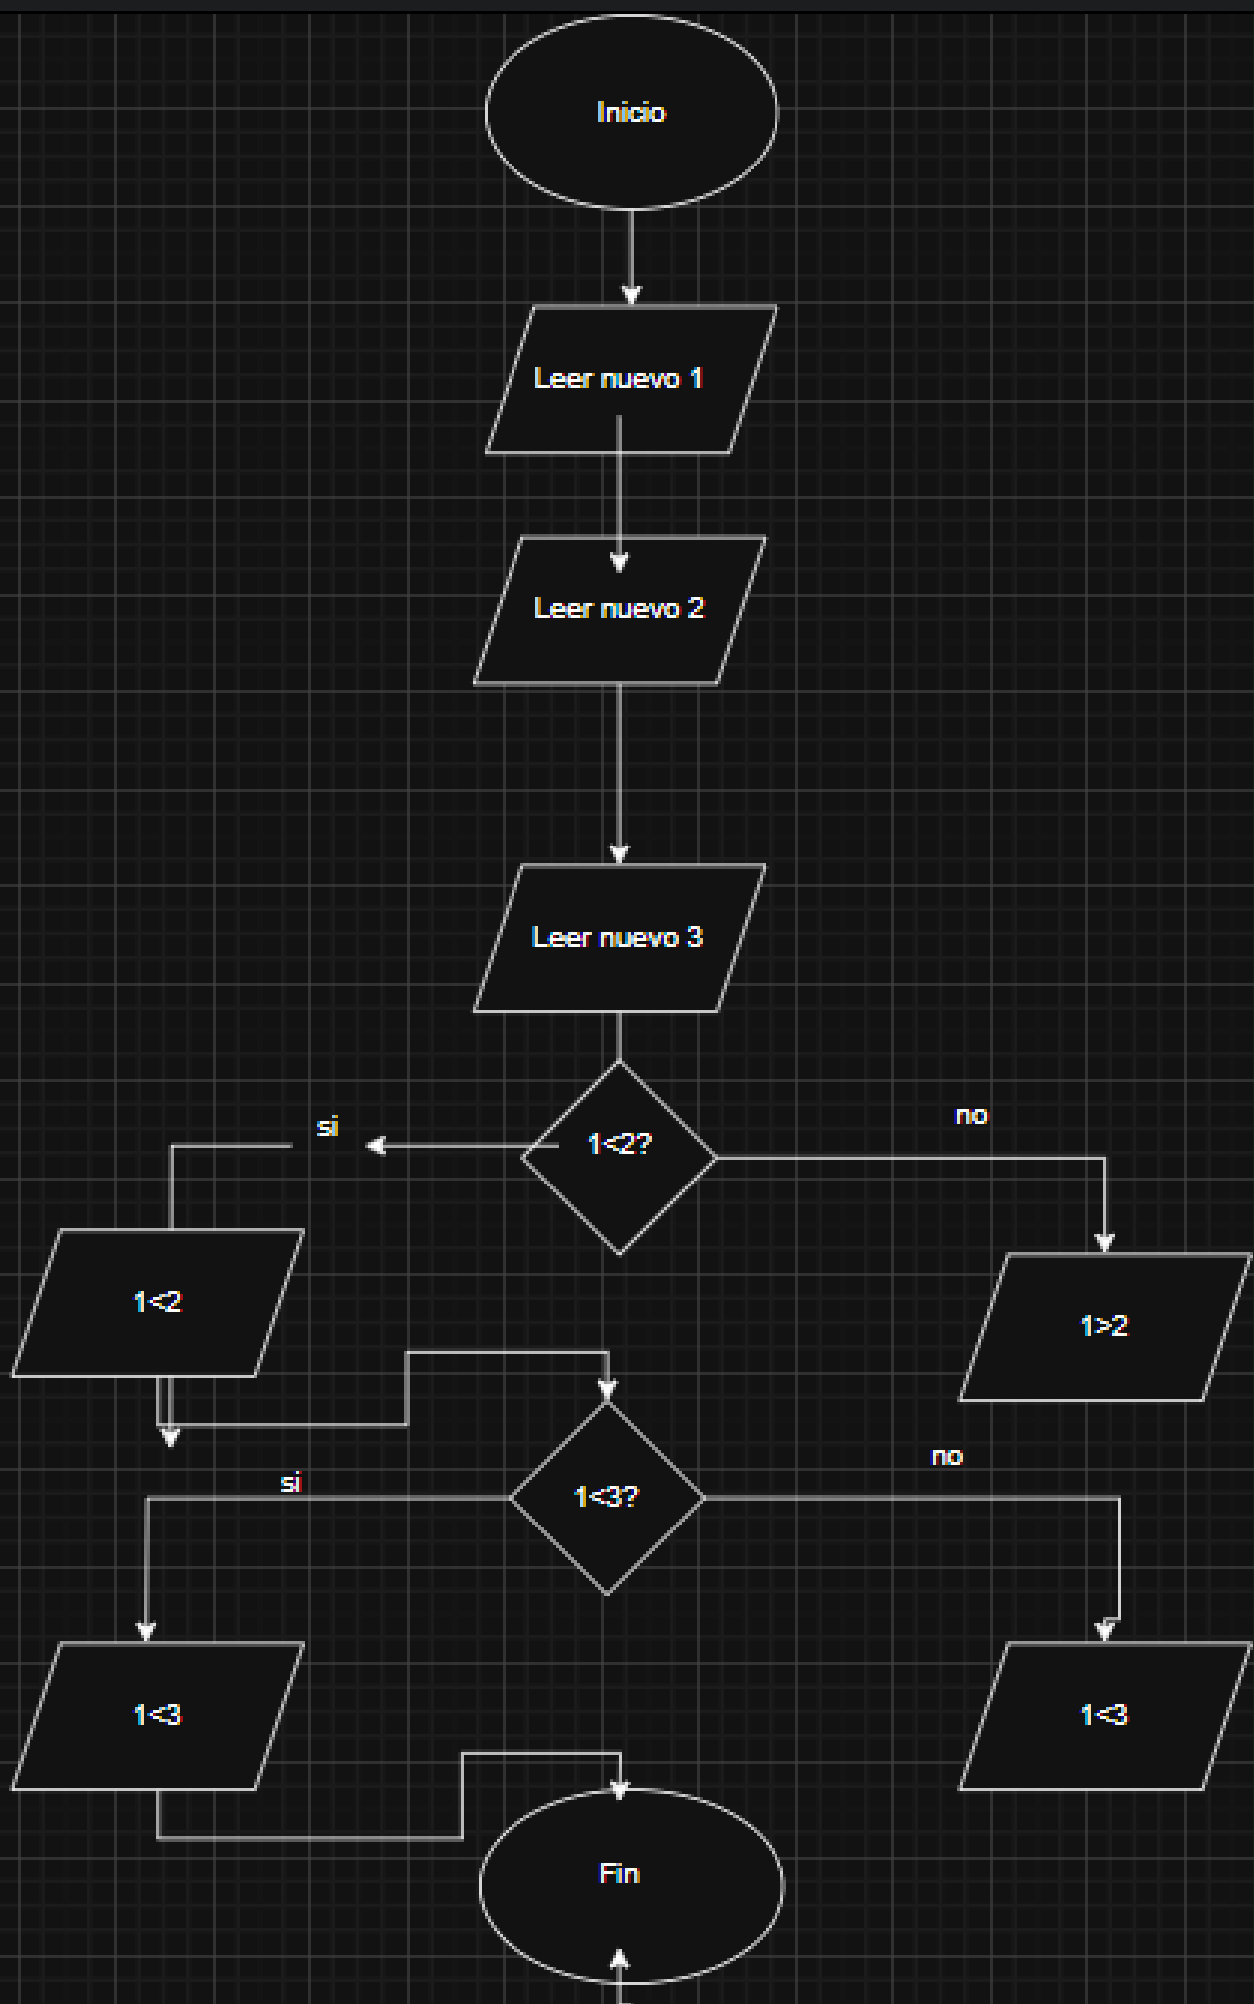 Inicio
Leer nuevo 1
Leer nuevo 2
Leer nuevo 3
1<2?
si
no
1<2
1>2
1<3?
si
no
1<3
1<3
Fin